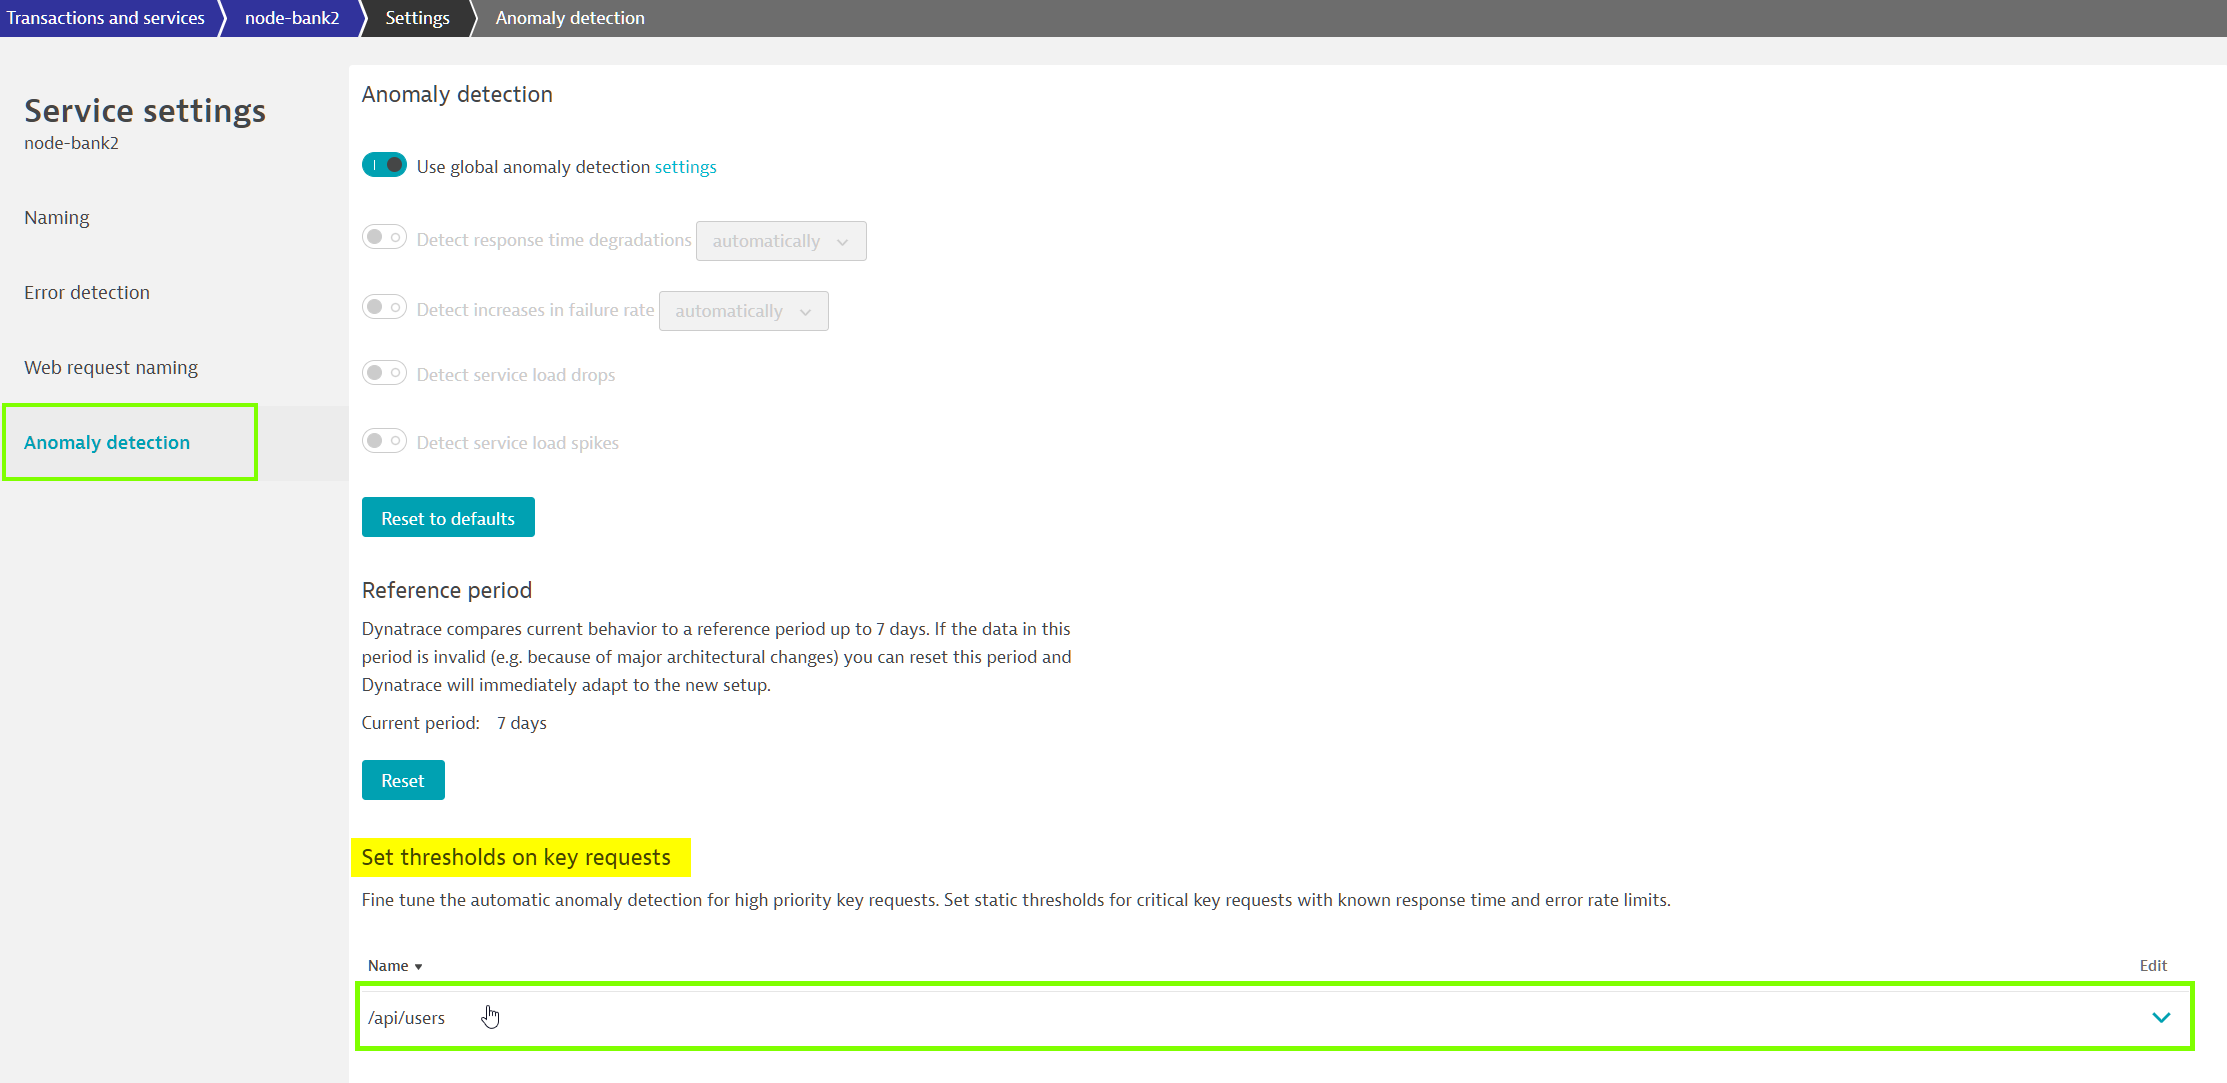 Transactions and services node-bank2 Settings Anomaly detection
Service settings
node-bank2
Naming
Error detection
Web request naming
Anomaly detection
Anomaly detection
Use global anomaly detection settings
Detect response time degradations automatically
Detect increases in failure rate automatically
Detect service load drops
Detect service load spikes
Reset to defaults
Reference period
Dynatrace compares current behavior to a reference period up to 7 days. If the data in this
period is invalid (e.g. because of major architectural changes) you can reset this period and
Dynatrace will immediately adapt to the new setup.
Current period: 7 days
Reset
Set thresholds on key requests
Fine tune the automatic anomaly detection for high priority key requests. Set static thresholds for critical key requests with known response time and error rate limits.
Name Edit
/api/users